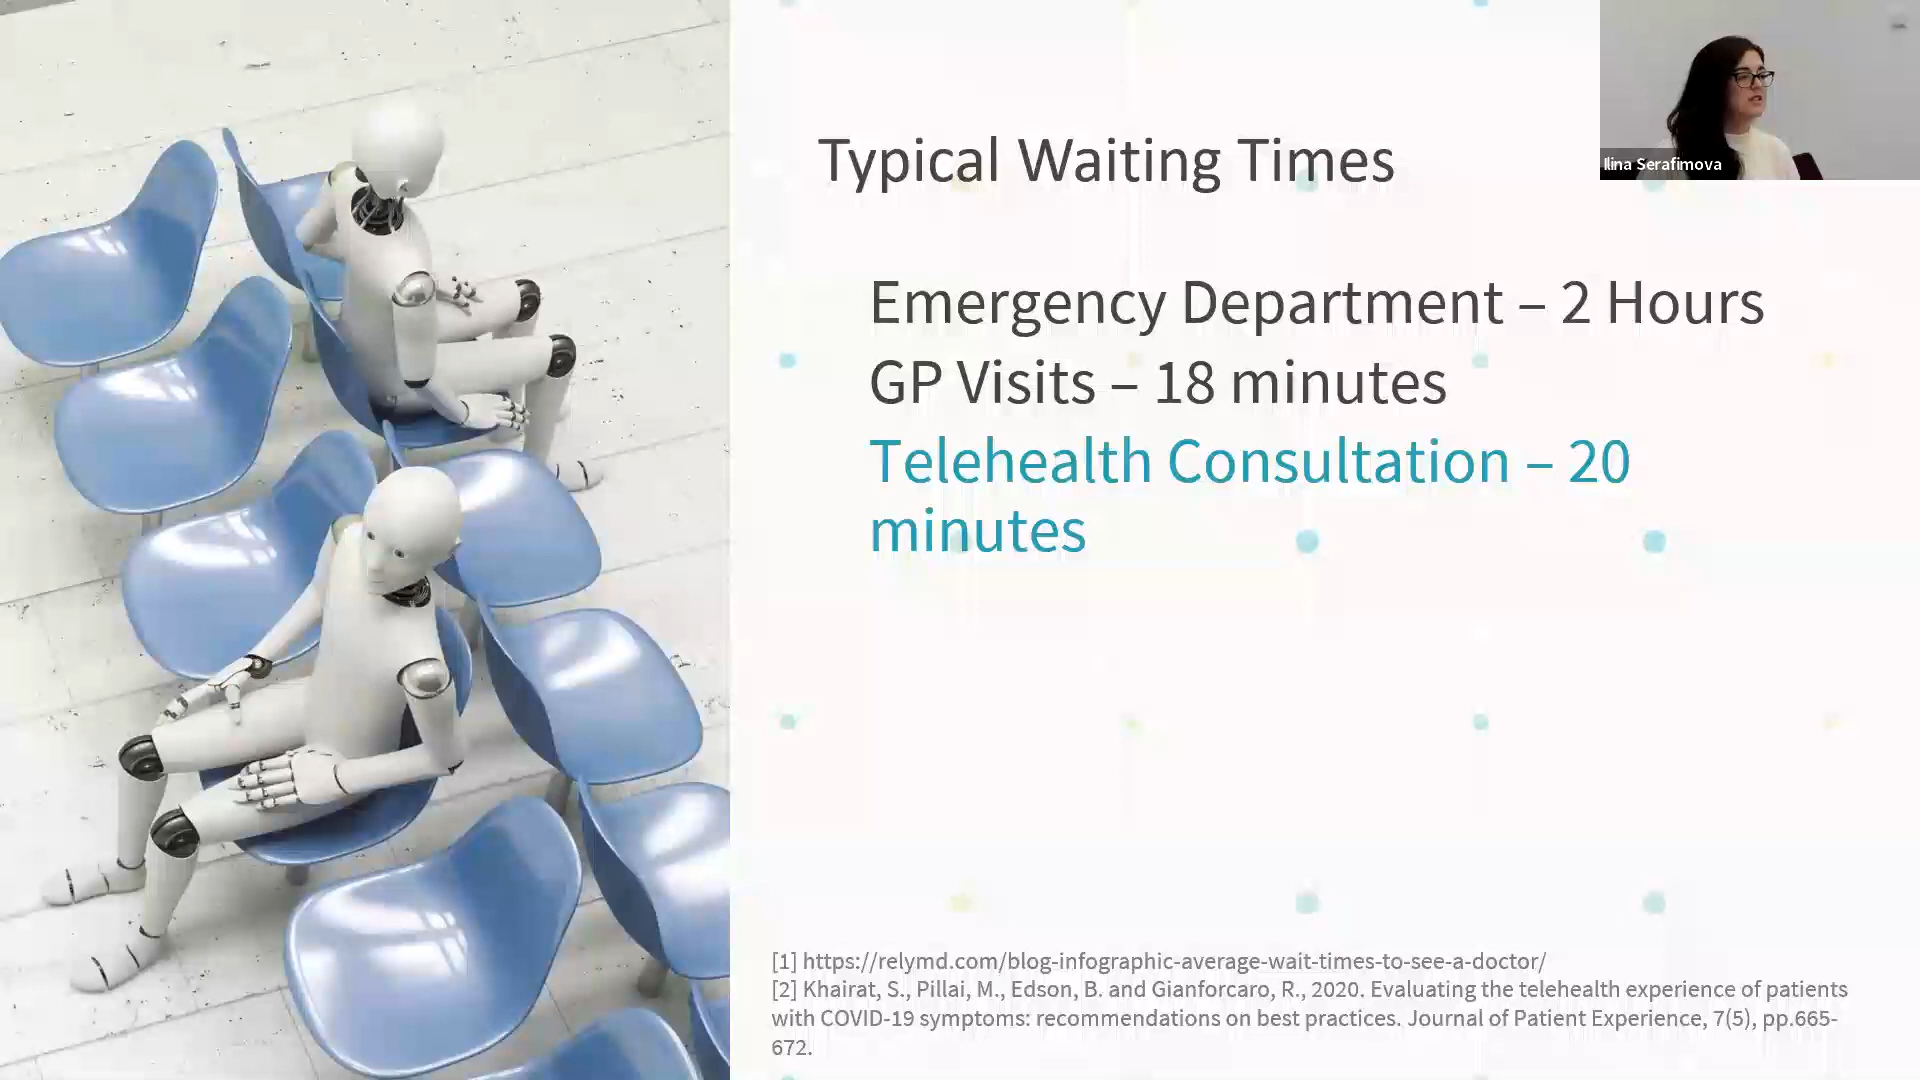 Typical Waiting Times
Ilina Serafimova
Emergency Department – 2 Hours
GP Visits – 18 minutes
Telehealth Consultation – 20
minutes
[1] https://relymd.com/blog-infographic-average-wait-times-to-see-a-doctor/
[2] Khairat, S., Pillai, M., Edson, B. and Gianforcaro, R., 2020. Evaluating the telehealth experience of patients
with COVID-19 symptoms: recommendations on best practices. Journal of Patient Experience, 7(5), pp.665-
672.